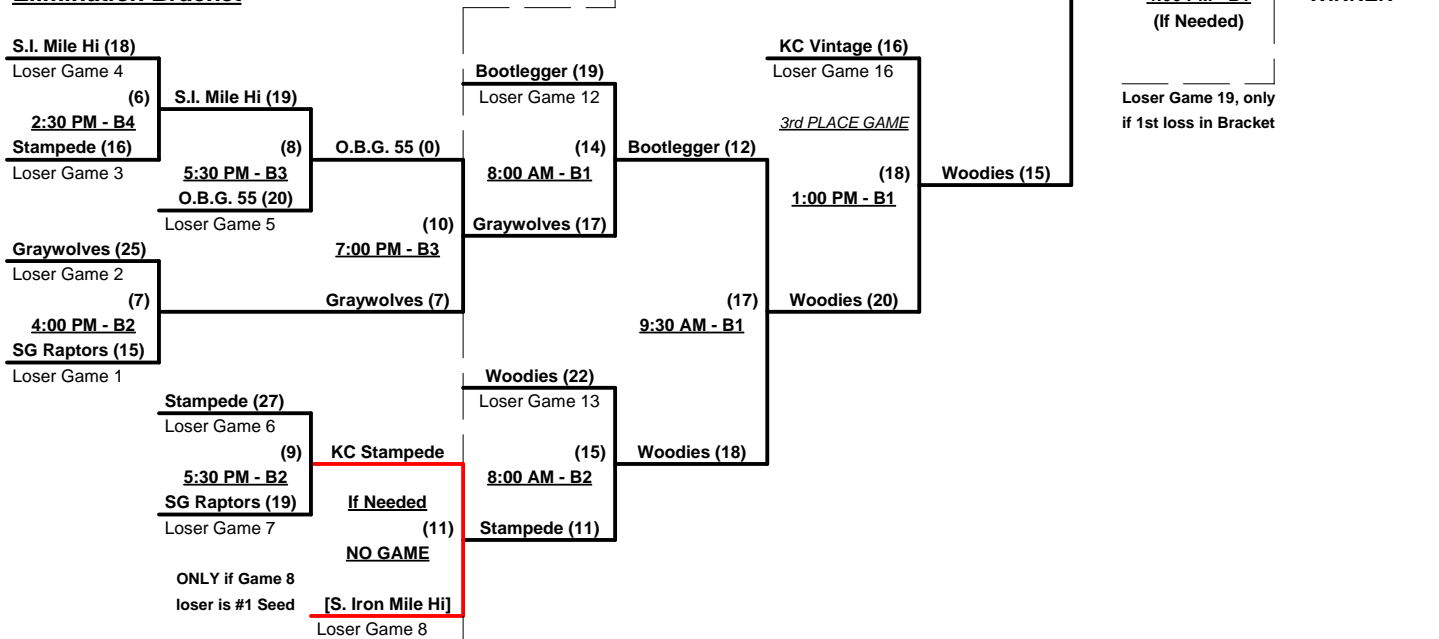 (If Needed)
S.I. Mile Hi (18)
KC Vintage (16)
Loser Game 4
Bootlegger (19)
Loser Game 16
(6)
S.I. Mile Hi (19)
Loser Game 12
Loser Game 19, only
2:30 PM - B4
3rd PLACE GAME
if 1st loss in Bracket
Stampede (16)
(8)
O.B.G. 55 (0)
(14)
Bootlegger (12)
Loser Game 3
5:30 PM - B3
8:00 AM - B1
(18)
Woodies (15)
O.B.G. 55 (20)
1:00 PM - B1
Loser Game 5
(10)
Graywolves (17)
Graywolves (25)
7:00 PM - B3
Loser Game 2
(7)
Graywolves (7)
(17)
Woodies (20)
4:00 PM - B2
9:30 AM - B1
SG Raptors (15)
Loser Game 1
Woodies (22)
Stampede (27)
Loser Game 13
Loser Game 6
(9)
KC Stampede
(15)
Woodies (18)
5:30 PM - B2
8:00 AM - B2
SG Raptors (19)
If Needed
Loser Game 7
(11)
Stampede (11)
NO GAME
ONLY if Game 8
loser is #1 Seed
[S. Iron Mile Hi]
Loser Game 8